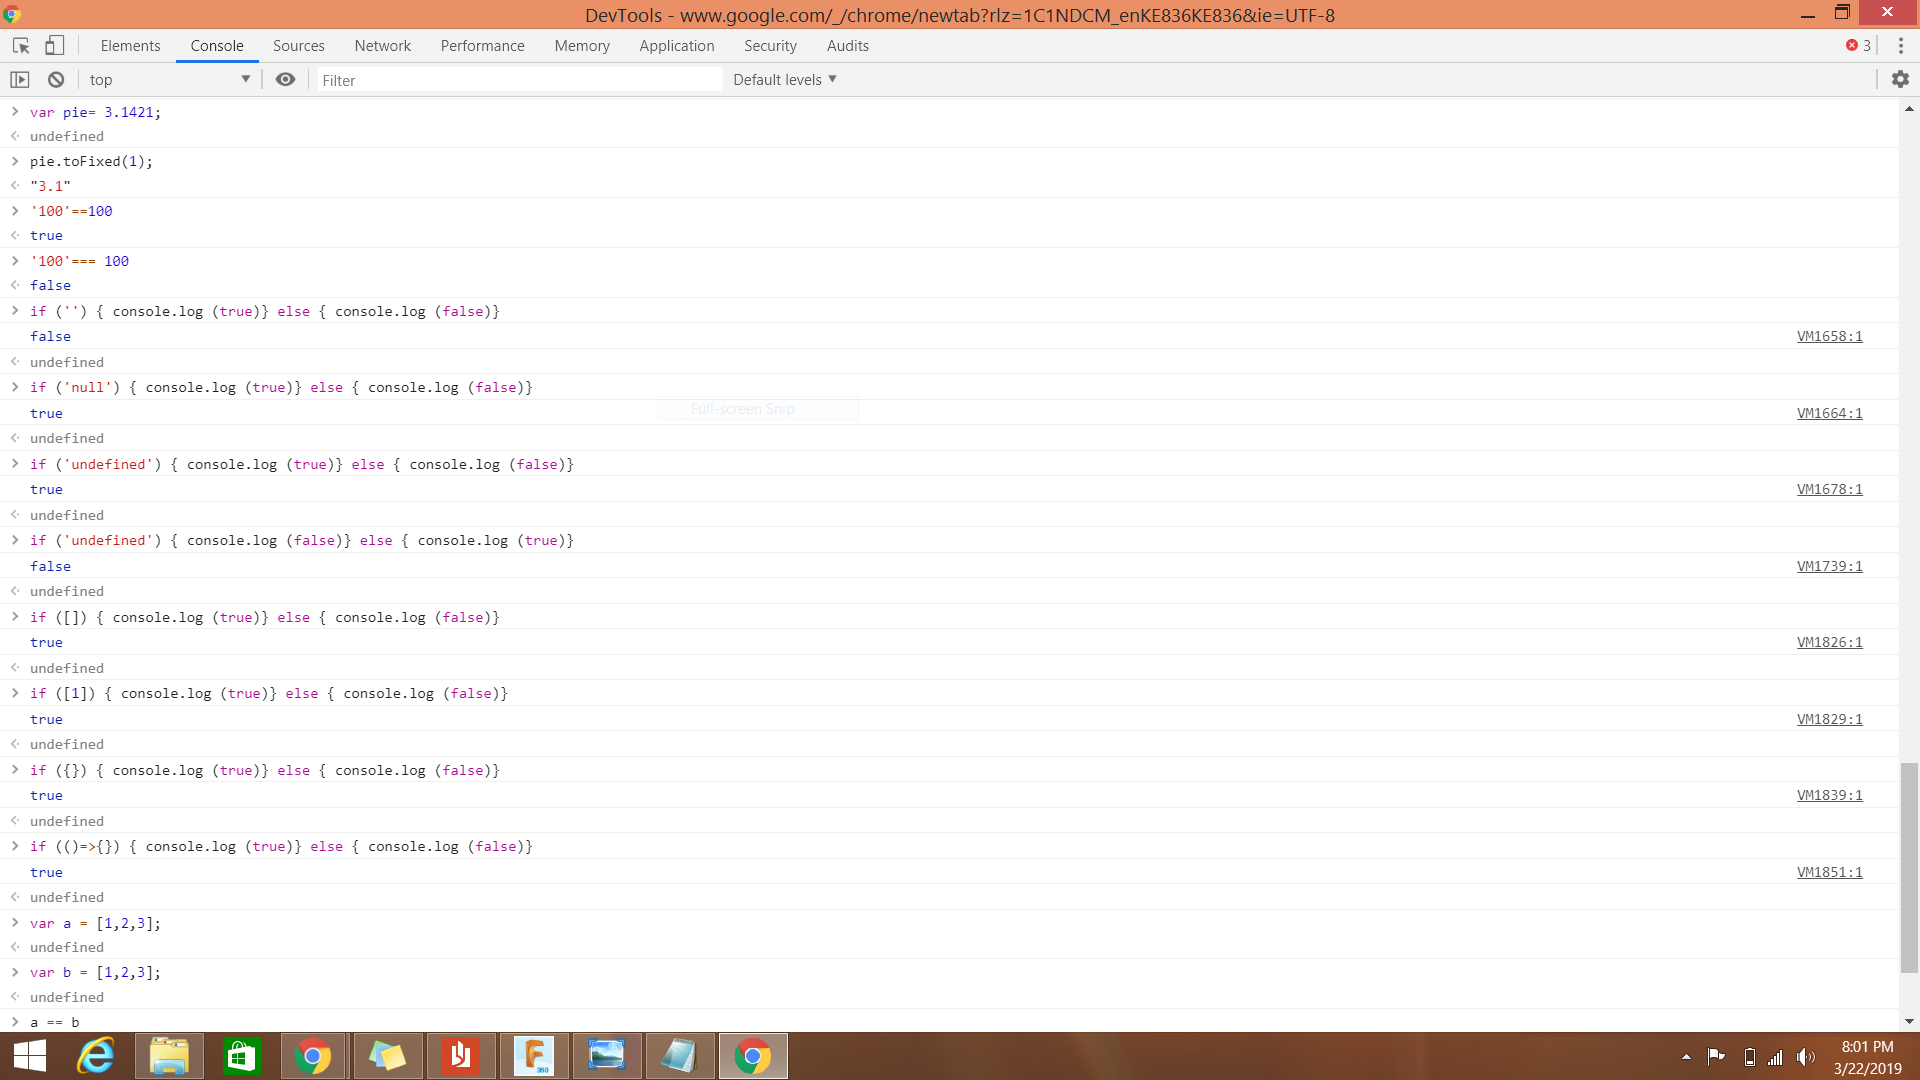 DevTools - www.google.com/_/chrome/newtab?rlz=1C1NDCM_enKE836KE836&ie=UTF-8
Elements Console Sources Network Performance Memory Application Security Audits 3
top Filter Default levels
var pie= 3.1421;
undefined
pie.toFixed(1);
"3.1"
'100'==100
true
'100'=== 100
false
if ('') { console.log (true)} else { console.log (false)}
false VM1658:1
undefined
if ('null') { console.log (true)} else { console.log (false)}
Full-screen Snip
true VM1664:1
undefined
if ('undefined') { console.log (true)} else { console.log (false)}
true VM1678:1
undefined
if ('undefined') { console.log (false)} else { console.log (true)}
false VM1739:1
undefined
if ([]) { console.log (true)} else { console.log (false)}
true VM1826:1
undefined
if ([1]) { console.log (true)} else { console.log (false)}
true VM1829:1
undefined
if ({}) { console.log (true)} else { console.log (false)}
true VM1839:1
undefined
if (()=>{}) { console.log (true)} else { console.log (false)}
true VM1851:1
undefined
var a = [1,2,3];
undefined
var b = [1,2,3];
undefined
a == b
F 360
8:01 PM
3/22/2019